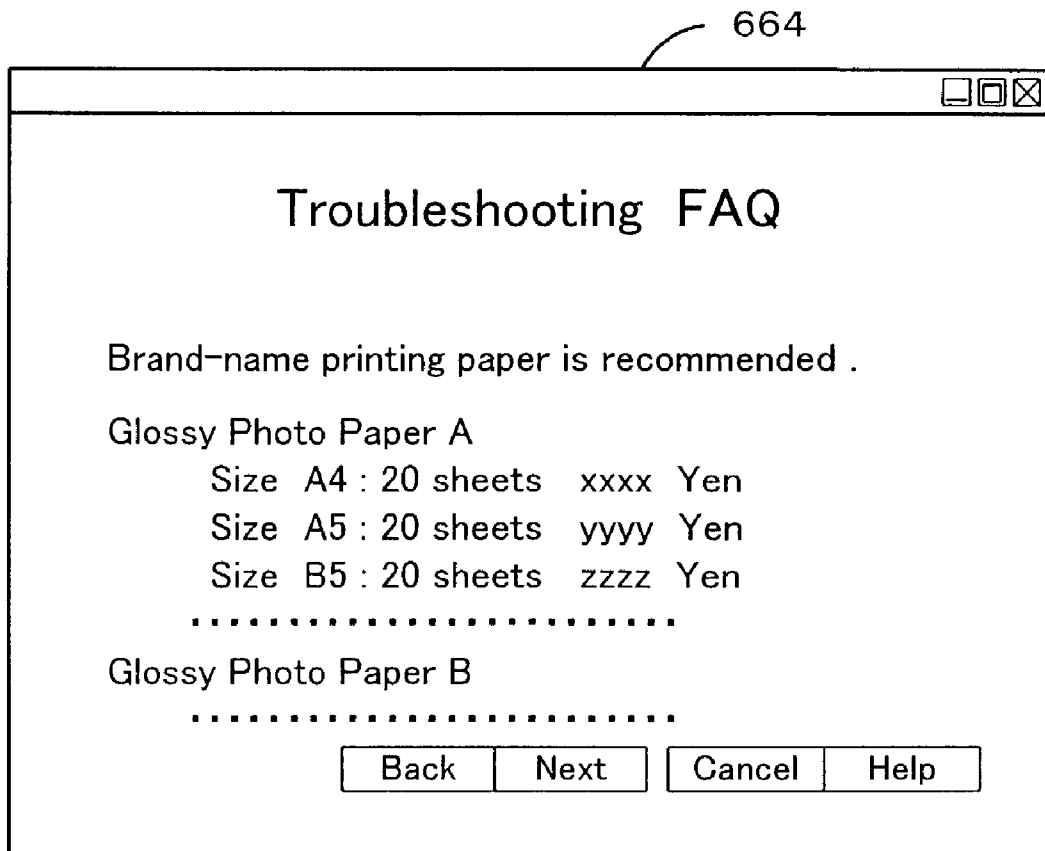 664
Troubleshooting FAQ
Brand-name printing paper is recommended .
Glossy Photo Paper A
Size A4 : 20 sheets xxxx Yen
Size A5 : 20 sheets yyyy Yen
Size B5 : 20 sheets zzzz Yen
.........................
Glossy Photo Paper B
.........................
Back Next Cancel Help